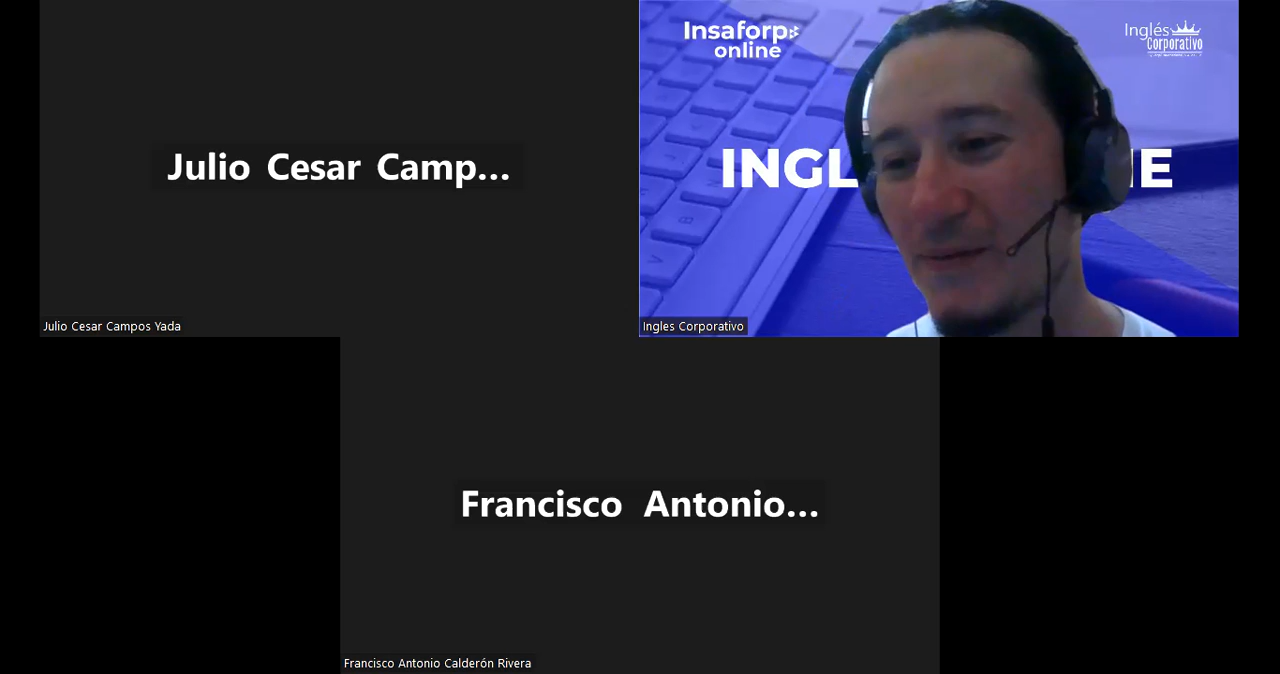 Julio Cesar Camp...
Julio Cesar Campos Yada
Insaforp
online
Inglés
Corporativo
INGL
NE
Ingles Corporativo
Francisco Antonio...
Francisco Antonio Calderón Rivera